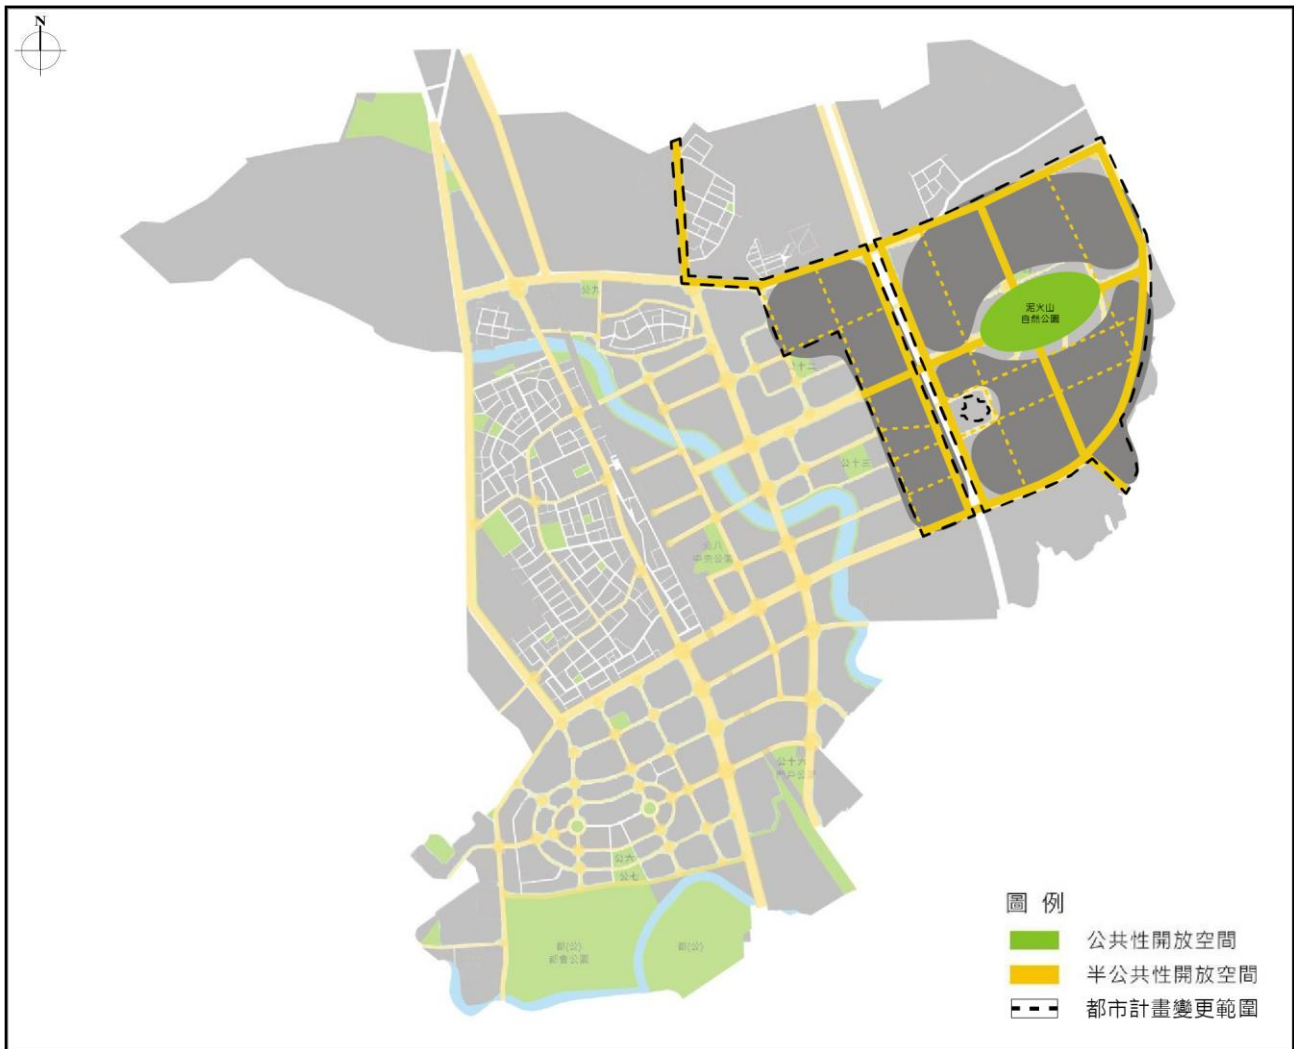 N
公九
泥火山
自然公園
公十二
公十三
公八
中央公園
公十六
公六
公七
都(公)
都會公園
都(公)
圖 例
公共性開放空間
半公共性開放空間
都市計畫變更範圍